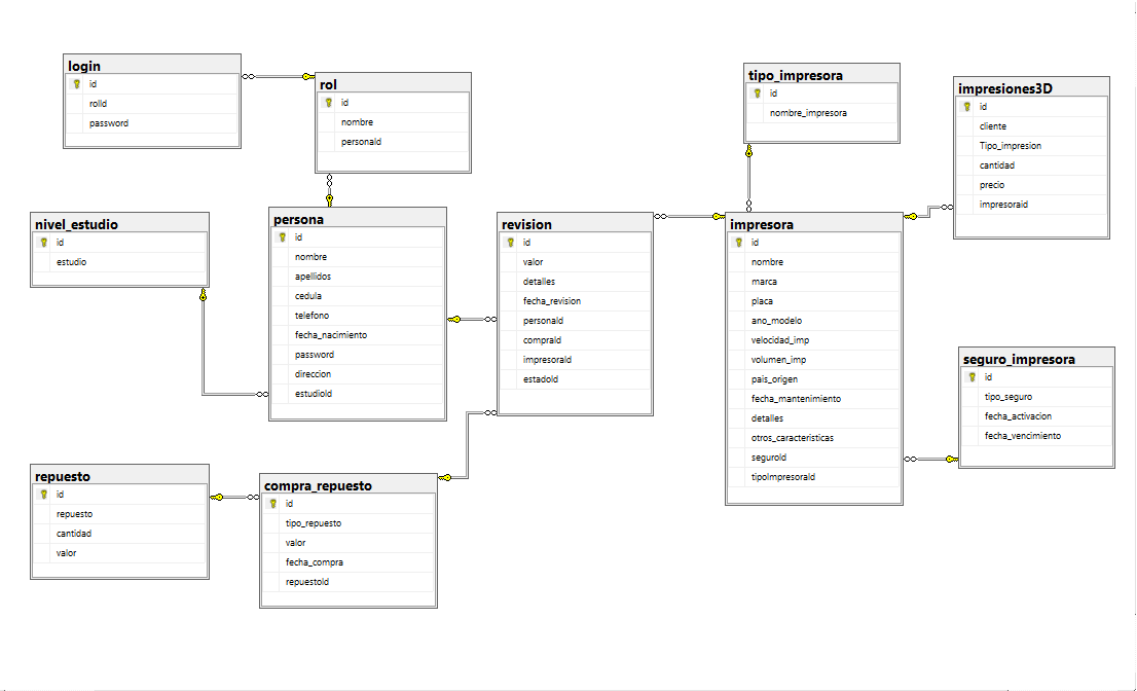 login
id
rolId
password
rol
id
nombre
personaId
tipo_impresora
id
nombre_impresora
impresiones3D
id
cliente
Tipo_impresion
cantidad
precio
impresoraid
nivel_estudio
id
estudio
persona
id
nombre
apellidos
cedula
telefono
fecha_nacimiento
password
direccion
estudioId
revision
id
valor
detalles
fecha_revision
personaId
compraId
impresoraId
estadoId
impresora
id
nombre
marca
placa
ano_modelo
velocidad_imp
volumen_imp
pais_origen
fecha_mantenimiento
detalles
otros_caracteristicas
seguroId
tipoImpresoraId
seguro_impresora
id
tipo_seguro
fecha_activacion
fecha_vencimiento
repuesto
id
repuesto
cantidad
valor
compra_repuesto
id
tipo_repuesto
valor
fecha_compra
repuestoId